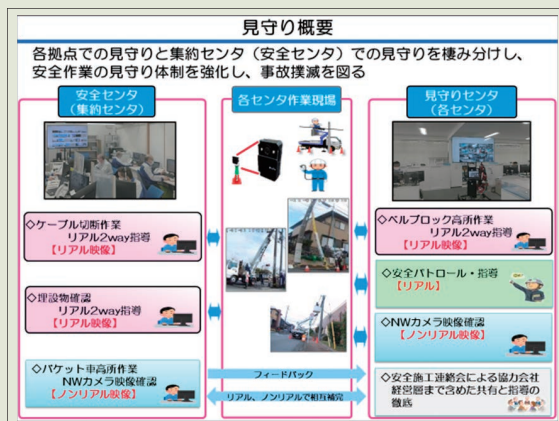 見守り概要
各拠点での見守りと集約センタ（安全センタ）での見守りを棲み分けし、
安全作業の見守り体制を強化し、事故撲滅を図る
安全センタ
（集約センタ）
◇ケーブル切断作業
リアル2way指導
【リアル映像】
◇埋設物確認
リアル2way指導
【リアル映像】
◇バケット車高所作業
NWカメラ映像確認
【ノンリアル映像】
各センタ作業現場
フィードバック
リアル、ノンリアルで相互補完
見守りセンタ
（各センタ）
◇ベルブロック高所作業
リアル2way指導
【リアル映像】
◇安全パトロール・指導
【リアル】
◇NWカメラ映像確認
【ノンリアル映像】
◇安全施工連絡会による協力会社
経営層まで含めた共有と指導の
徹底